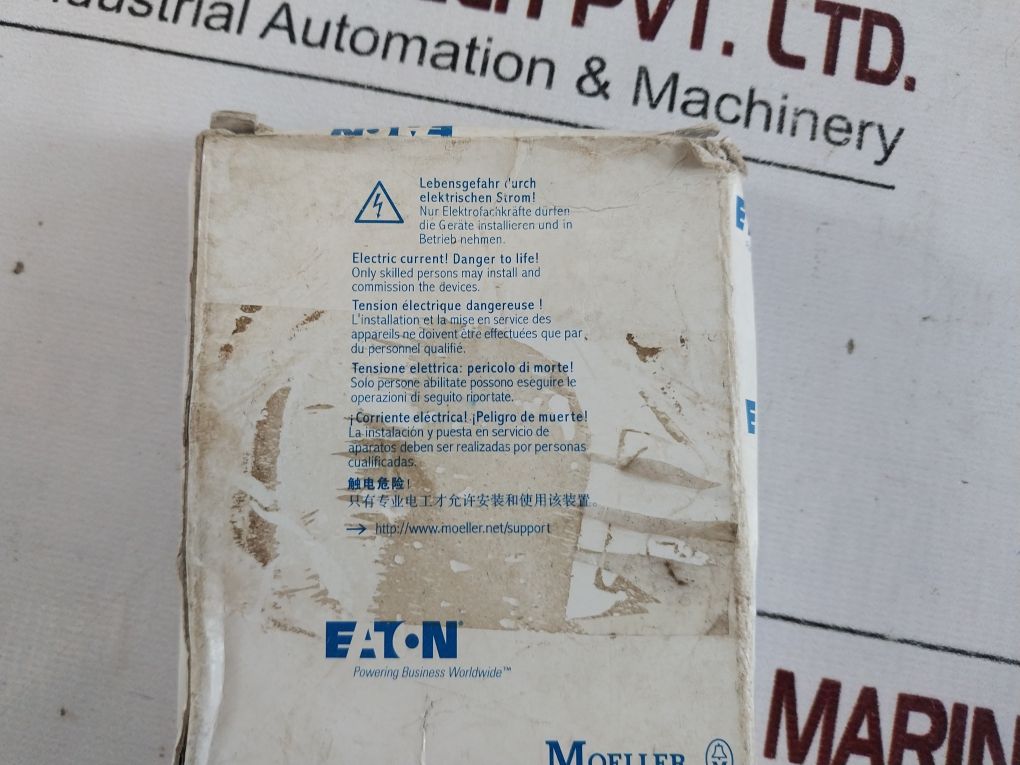 PVT. LTD.
Industrial Automation & Machinery
Lebensgefahr durch
elektrischen Strom!
Nur Elektrofachkräfte dürfen
die Geräte installieren und in
Betrieb nehmen.
Electric current! Danger to life!
Only skilled persons may install and
commission the devices.
Tension électrique dangereuse !
L'installation et la mise en service des
appareils ne doivent être effectuées que par
du personnel qualifié.
Tensione elettrica: pericolo di morte!
Solo persone abilitate possono eseguire le
operazioni di seguito riportate.
¡Corriente eléctrica! ¡Peligro de muerte!
La instalación y puesta en servicio de
aparatos deben ser realizadas por personas
cualificadas.
触电危险!
只有专业电工才允许安装和使用该装置。
→ http://www.moeller.net/support
EATON
Powering Business Worldwide™
MOELLER
MARIN